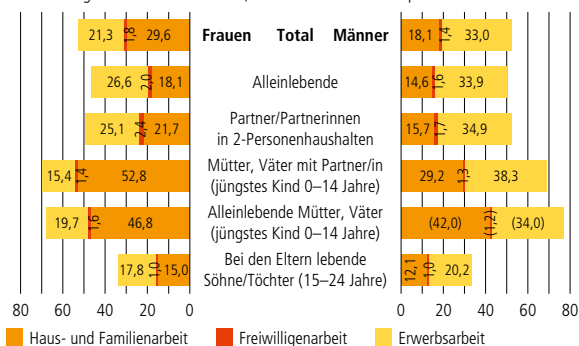 21,3 1,8 29,6 Frauen Total Männer 18,1 1,4 33,0
26,6 2,0 18,1 Alleinlebende 14,6 1,6 33,9
25,1 2,4 21,7 Partner/Partnerinnen
in 2-Personenhaushalten 15,7 1,7 34,9
15,4 1,4 52,8 Mütter, Väter mit Partner/in
(jüngstes Kind 0–14 Jahre) 29,2 1,3 38,3
19,7 1,6 46,8 Alleinlebende Mütter, Väter
(jüngstes Kind 0–14 Jahre) (42,0) (1,2) (34,0)
17,8 1,0 15,0 Bei den Eltern lebende
Söhne/Töchter (15–24 Jahre) 12,1 1,0 20,2
80 60 40 20 0 0 20 40 60 80
Haus- und Familienarbeit Freiwilligenarbeit Erwerbsarbeit